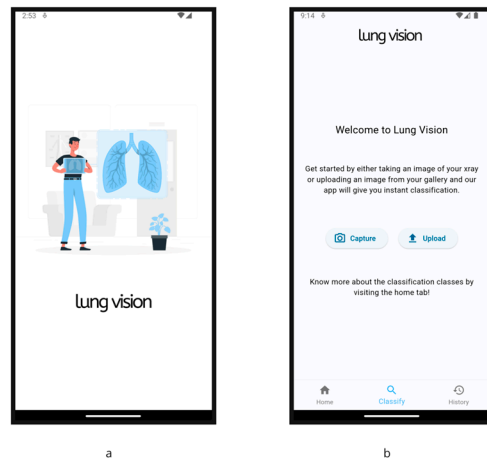 2:53
lung vision
a
9:14
lung vision
Welcome to Lung Vision
Get started by either taking an image of your xray
or uploading an image from your gallery and our
app will give you instant classification.
Capture
Upload
Know more about the classification classes by
visiting the home tab!
Home
Classify
History
b